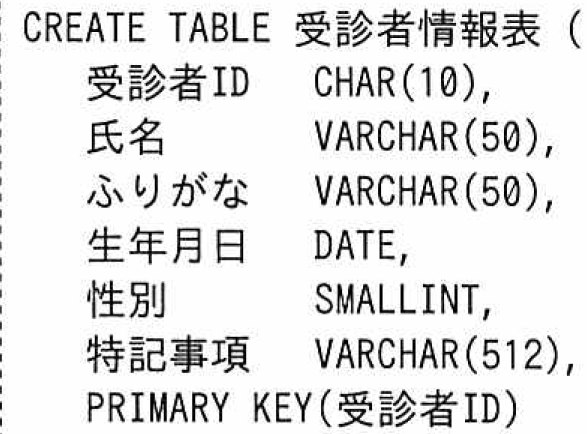 CREATE TABLE 受診者情報表 (
受診者ID CHAR(10),
氏名 VARCHAR(50),
ふりがな VARCHAR(50),
生年月日 DATE,
性別 SMALLINT,
特記事項 VARCHAR(512),
PRIMARY KEY(受診者ID)